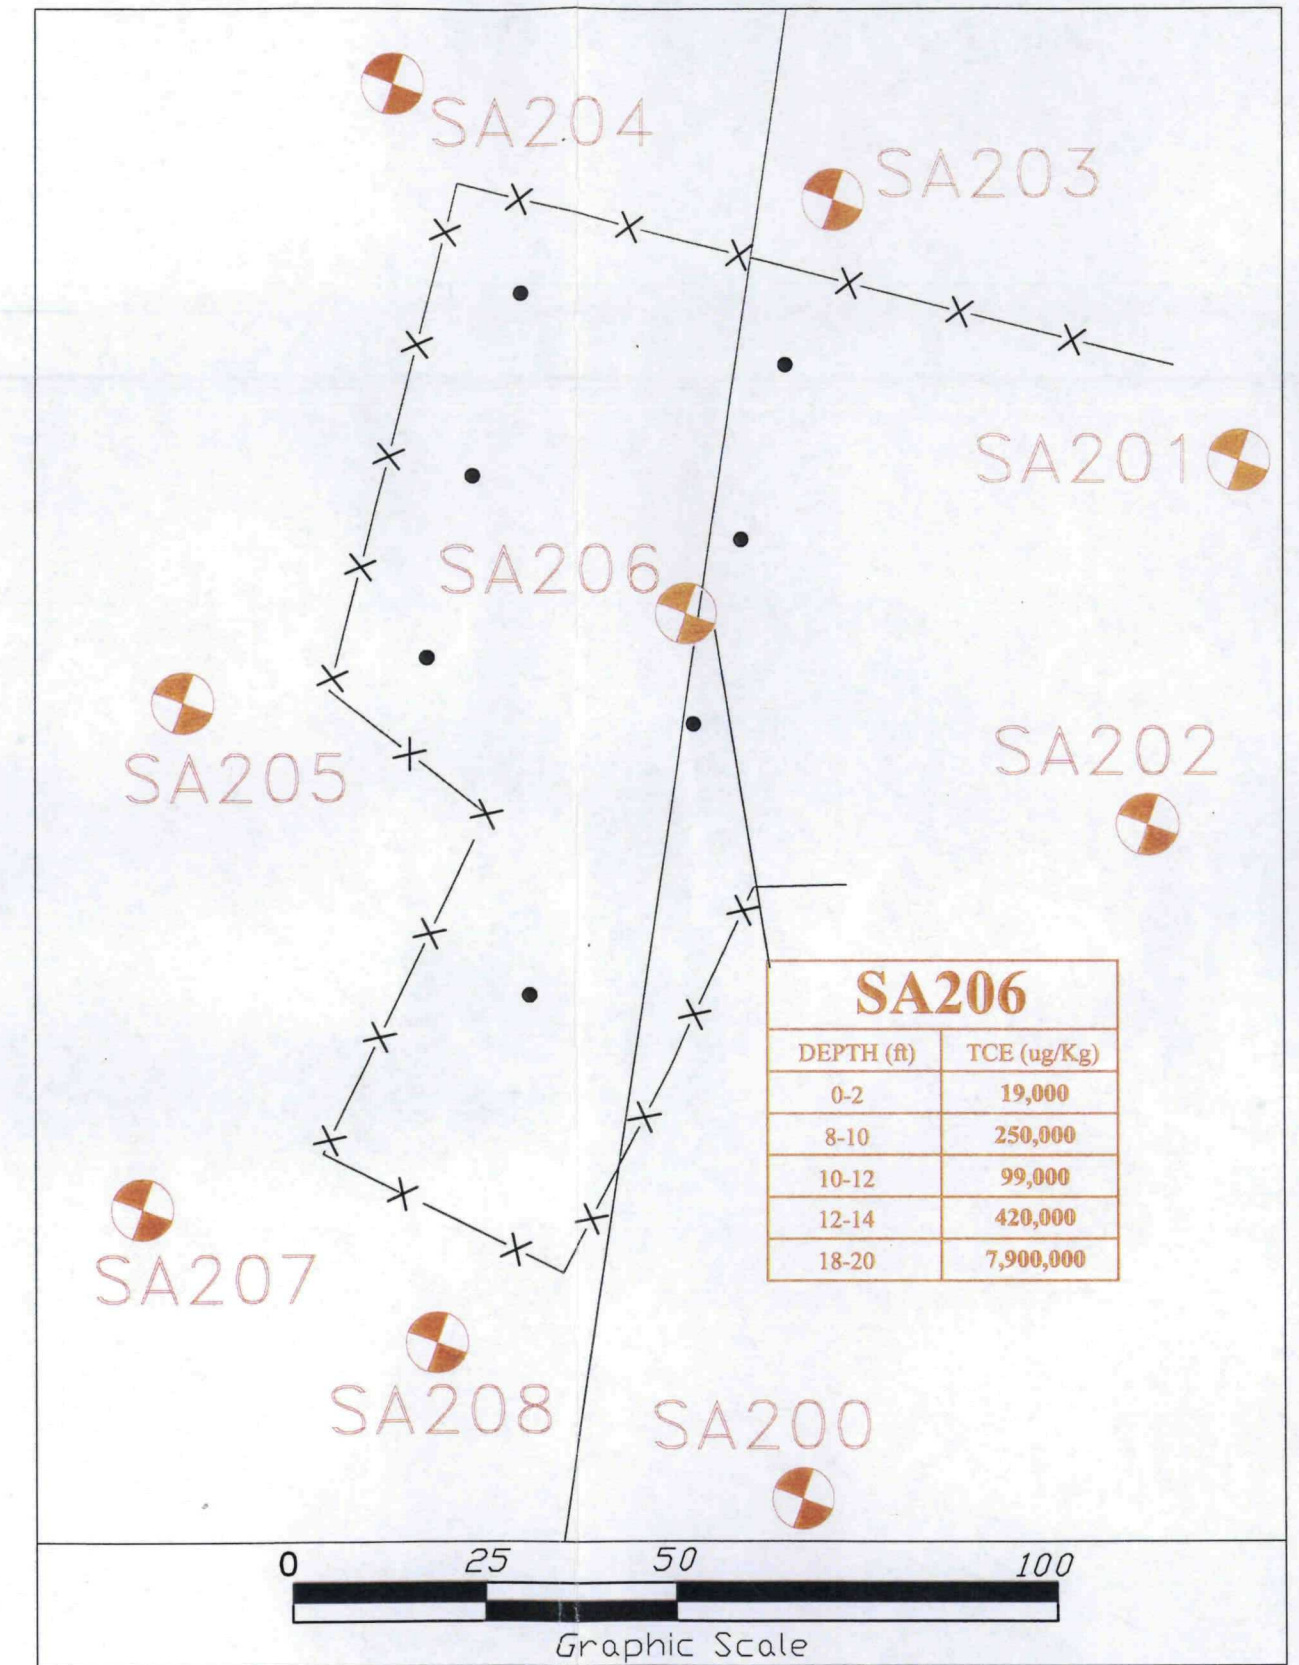 SA204
SA203
SA201
SA206
SA205
SA202
SA206
DEPTH (ft) TCE (ug/Kg)
0-2 19,000
8-10 250,000
10-12 99,000
12-14 420,000
18-20 7,900,000
SA207
SA208
SA200
0 25 50 100
Graphic Scale